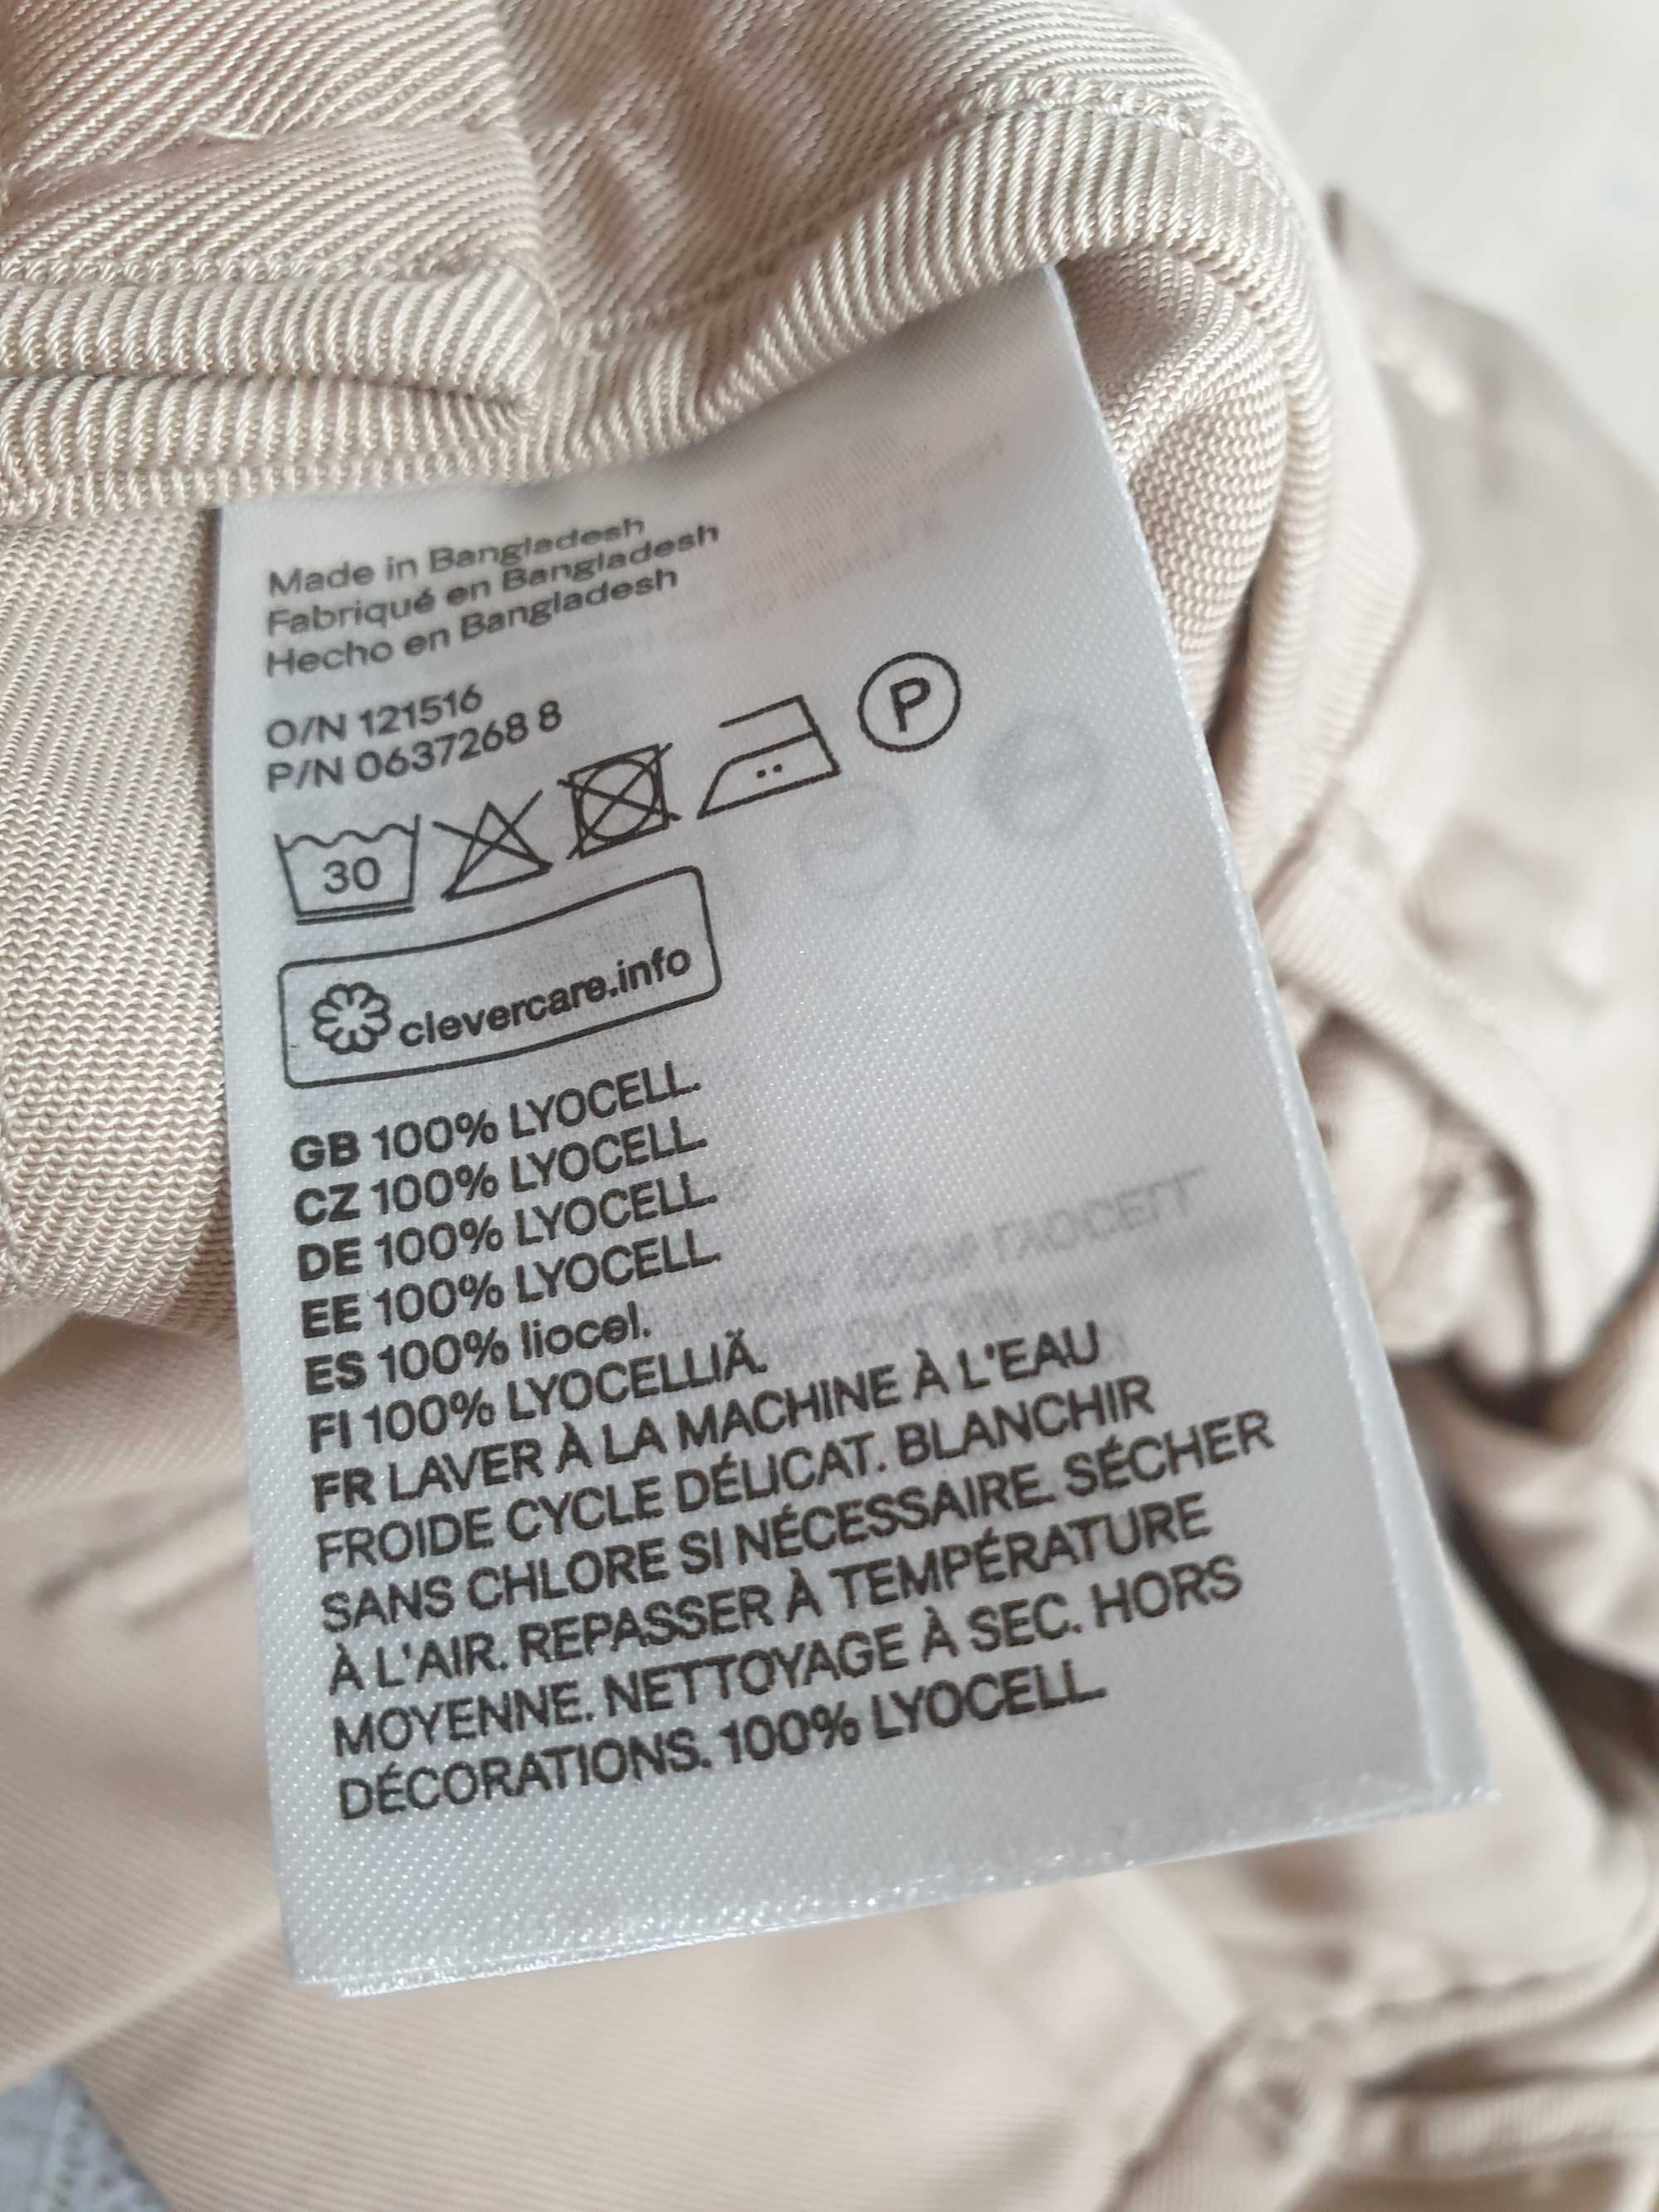 Made in Bangladesh
Fabriqué en Bangladesh
Hecho en Bangladesh
O/N 121516
P/N 0637268 8
30
P
clevercare.info
GB 100% LYOCELL.
CZ 100% LYOCELL.
DE 100% LYOCELL.
EE 100% LYOCELL.
ES 100% liocel.
FI 100% LYOCELLIÄ.
FR LAVER À LA MACHINE À L'EAU
FROIDE CYCLE DÉLICAT. BLANCHIR
SANS CHLORE SI NÉCESSAIRE. SÉCHER
À L'AIR. REPASSER À TEMPÉRATURE
MOYENNE. NETTOYAGE À SEC. HORS
DÉCORATIONS. 100% LYOCELL.